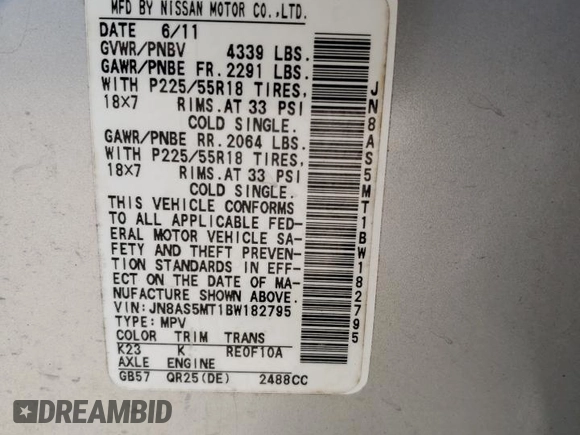 MFD BY NISSAN MOTOR CO.,LTD.
DATE 6/11
GVWR/PNBV 4339 LBS.
GAWR/PNBE FR. 2291 LBS.
WITH P225/55R18 TIRES,
18X7 RIMS.AT 33 PSI
COLD SINGLE.
GAWR/PNBE RR. 2064 LBS.
WITH P225/55R18 TIRES,
18X7 RIMS.AT 33 PSI
COLD SINGLE.
THIS VEHICLE CONFORMS
TO ALL APPLICABLE FED-
ERAL MOTOR VEHICLE SA-
FETY AND THEFT PREVEN-
TION STANDARDS IN EFF-
ECT ON THE DATE OF MA-
NUFACTURE SHOWN ABOVE.
VIN:JN8AS5MT1BW182795
TYPE:MPV
COLOR TRIM TRANS
K23 K RE0F10A
AXLE ENGINE
GB57 QR25(DE) 2488CC
JN8AS5MT1BW182795
DREAMBID